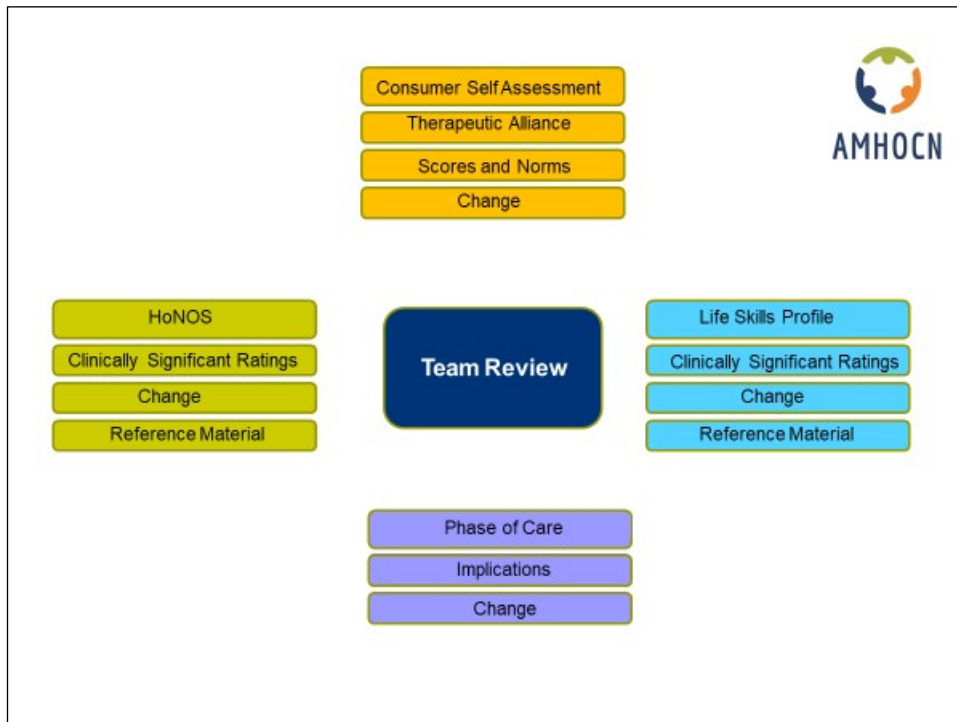 Consumer Self Assessment
Therapeutic Alliance
Scores and Norms
Change
AMHOCN
HoNOS
Clinically Significant Ratings
Change
Reference Material
Team Review
Life Skills Profile
Clinically Significant Ratings
Change
Reference Material
Phase of Care
Implications
Change